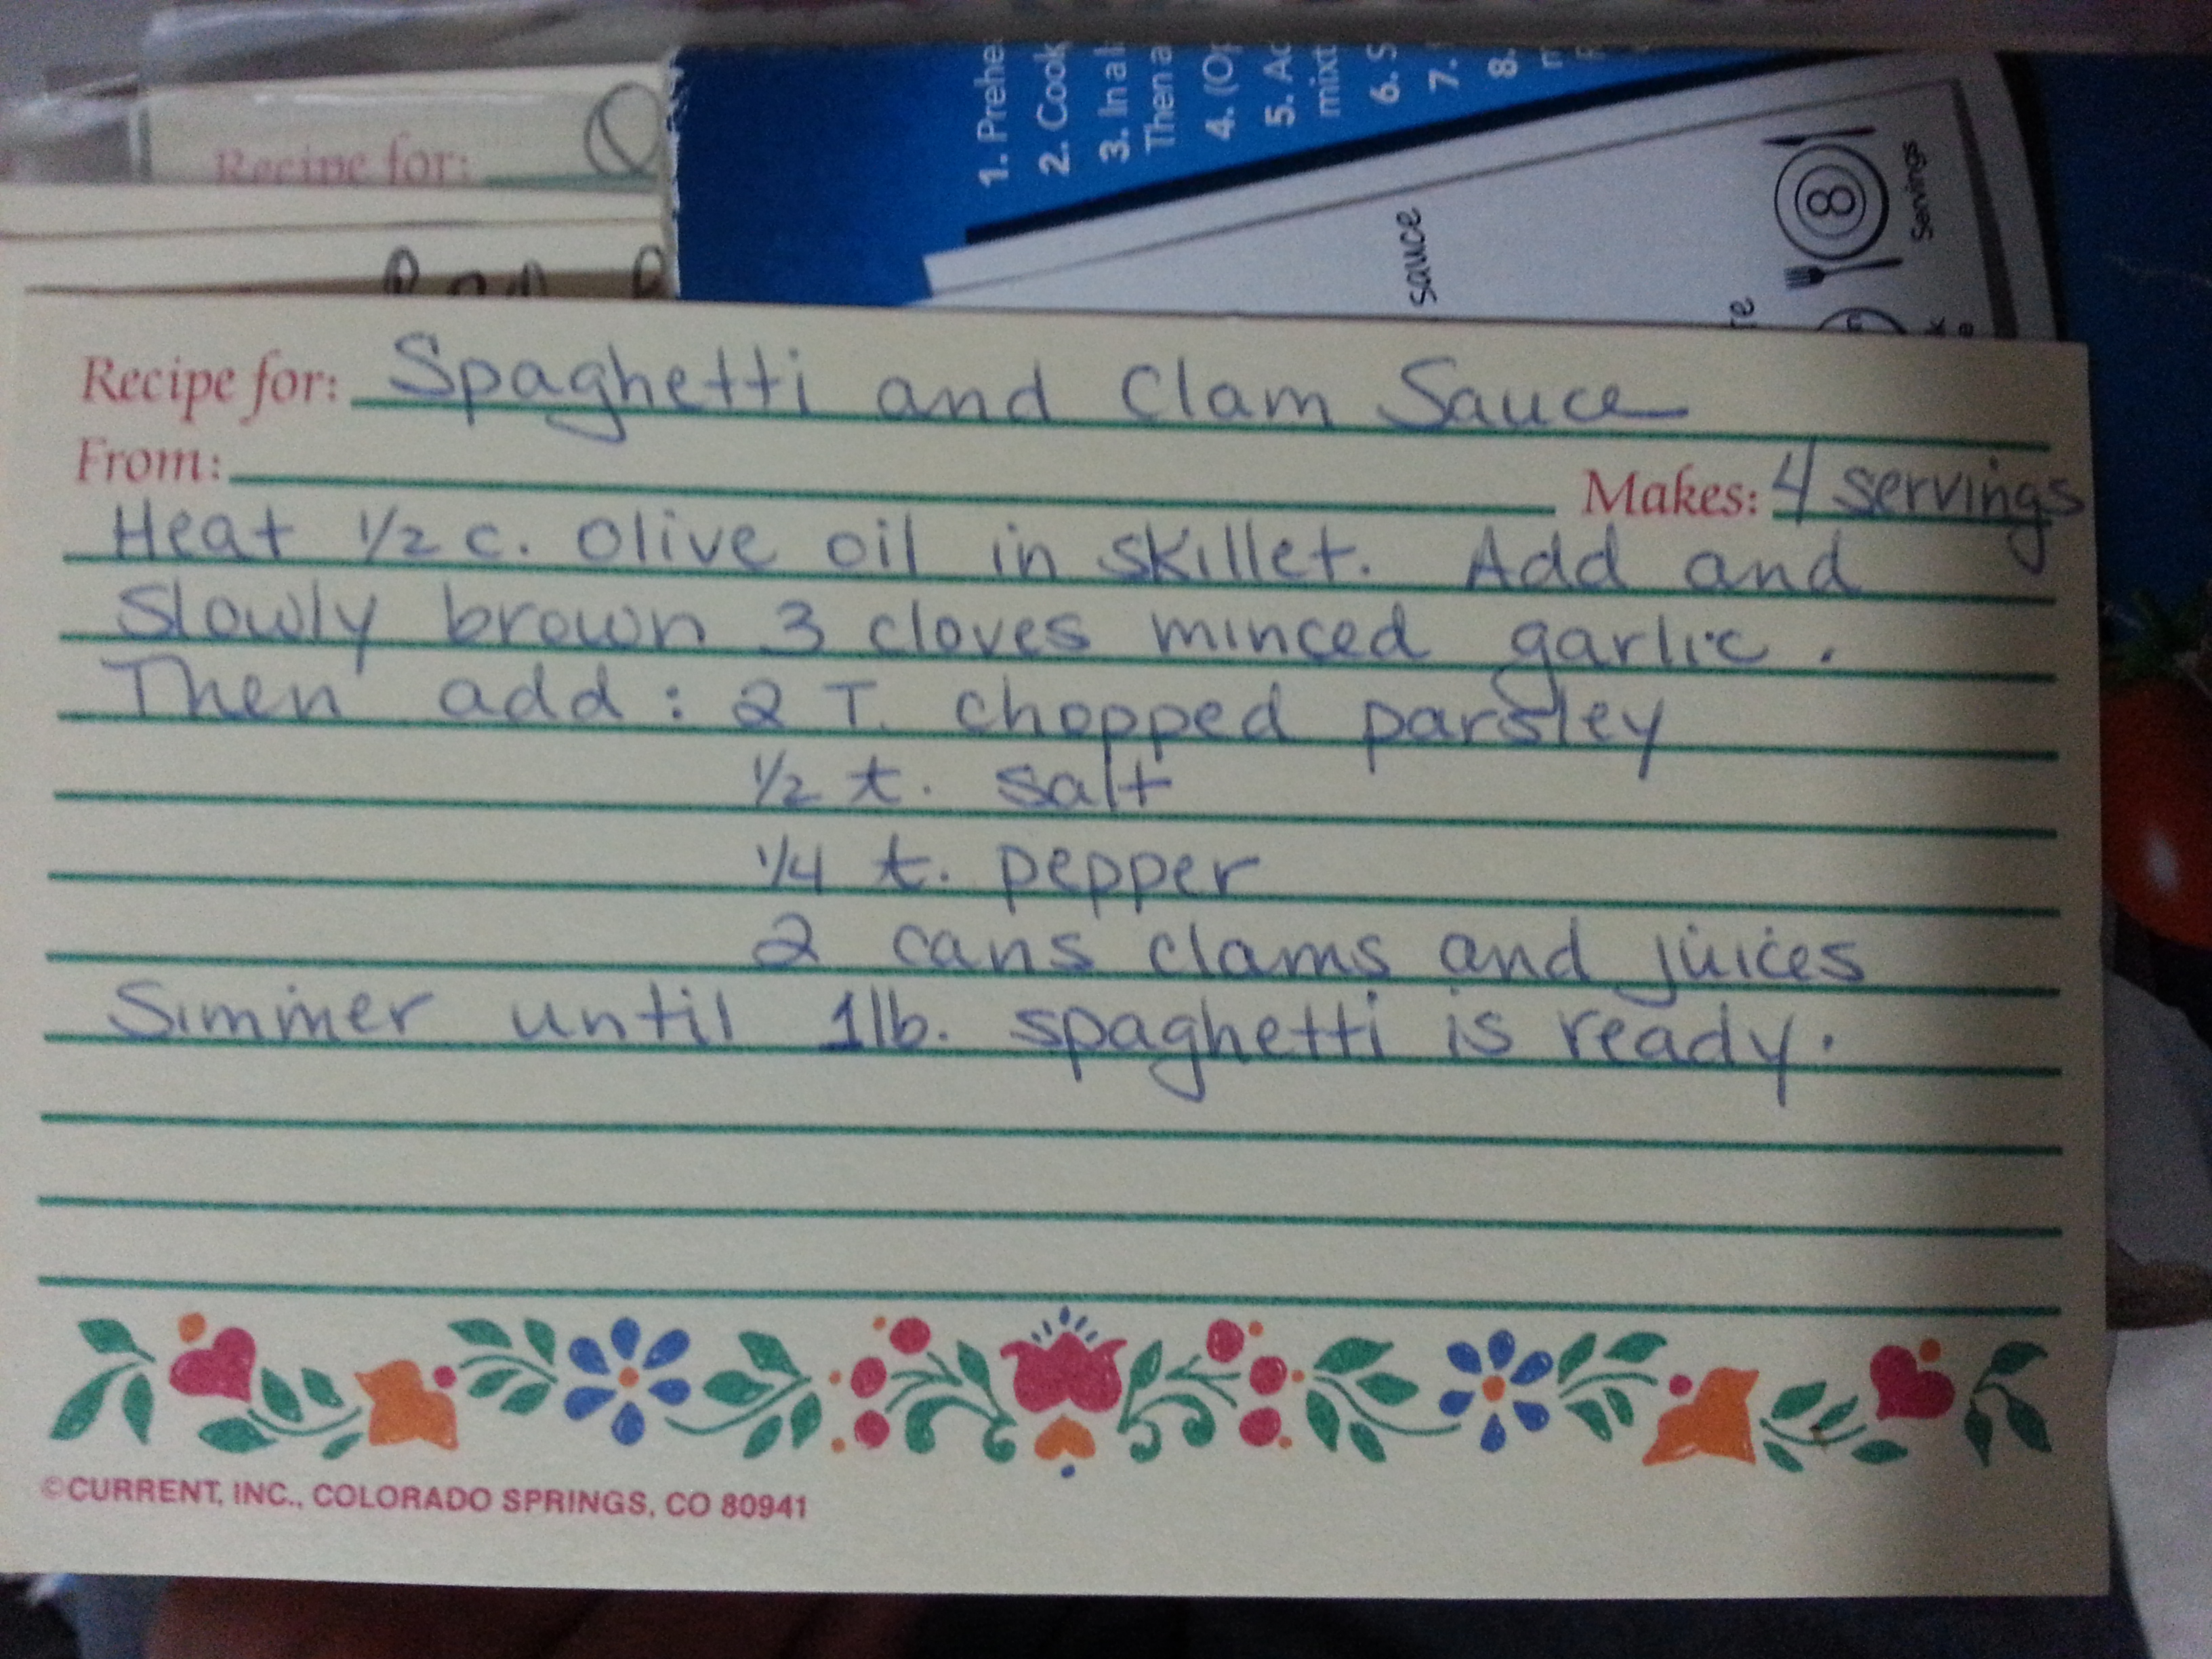 1. Prehe
2. Cook
3. In a l
Then a
4. (Op
5. Ad
mixt
6. S
7.
8.
sauce
8
Servings
Recipe for:
Recipe for: Spaghetti and Clam Sauce
From:
Makes: 4 servings
Heat 1/2 c. olive oil in skillet. Add and
slowly brown 3 cloves minced garlic.
Then add: 2 T. chopped parsley
1/2 t. salt
1/4 t. pepper
2 cans clams and juices
Simmer until 1 lb. spaghetti is ready.
©CURRENT, INC., COLORADO SPRINGS, CO 80941